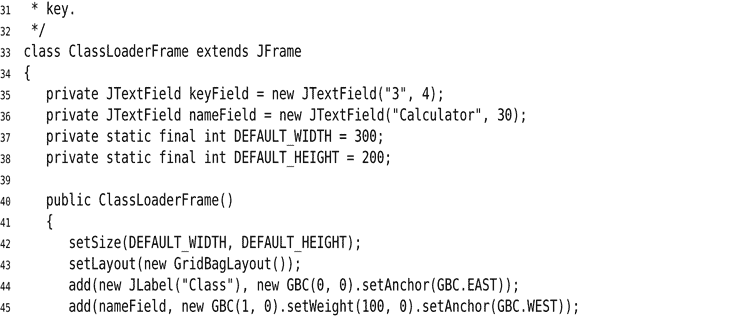 31  * key.
32  */
33 class ClassLoaderFrame extends JFrame
34 {
35    private JTextField keyField = new JTextField("3", 4);
36    private JTextField nameField = new JTextField("Calculator", 30);
37    private static final int DEFAULT_WIDTH = 300;
38    private static final int DEFAULT_HEIGHT = 200;
39
40    public ClassLoaderFrame()
41    {
42       setSize(DEFAULT_WIDTH, DEFAULT_HEIGHT);
43       setLayout(new GridBagLayout());
44       add(new JLabel("Class"), new GBC(0, 0).setAnchor(GBC.EAST));
45       add(nameField, new GBC(1, 0).setWeight(100, 0).setAnchor(GBC.WEST));